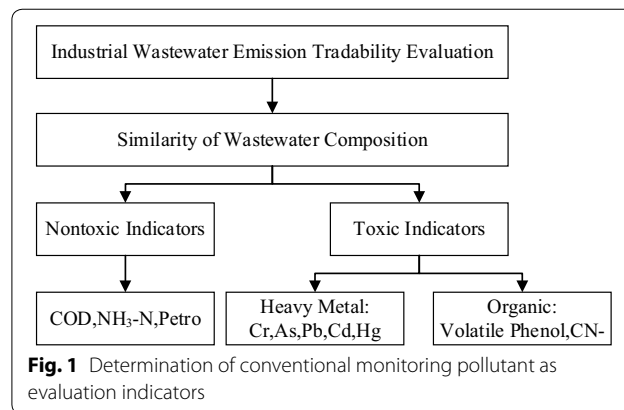 Industrial Wastewater Emission Tradability Evaluation
Similarity of Wastewater Composition
Nontoxic Indicators
Toxic Indicators
COD,NH₃-N,Petro
Heavy Metal:
Cr,As,Pb,Cd,Hg
Organic:
Volatile Phenol,CN-
Fig. 1 Determination of conventional monitoring pollutant as
evaluation indicators